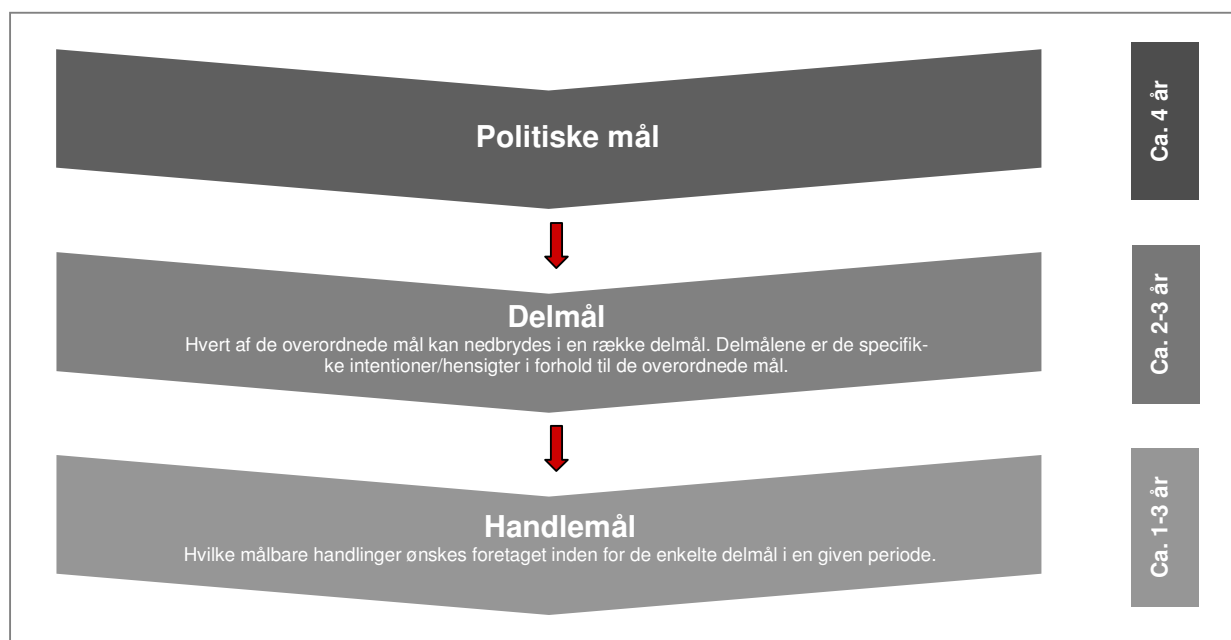 Politiske mål
Ca. 4 år
Delmål
Hvert af de overordnede mål kan nedbrydes i en række delmål. Delmålene er de specifik-
ke intentioner/hensigter i forhold til de overordnede mål.
Ca. 2-3 år
Handlemål
Hvilke målbare handlinger ønskes foretaget inden for de enkelte delmål i en given periode.
Ca. 1-3 år